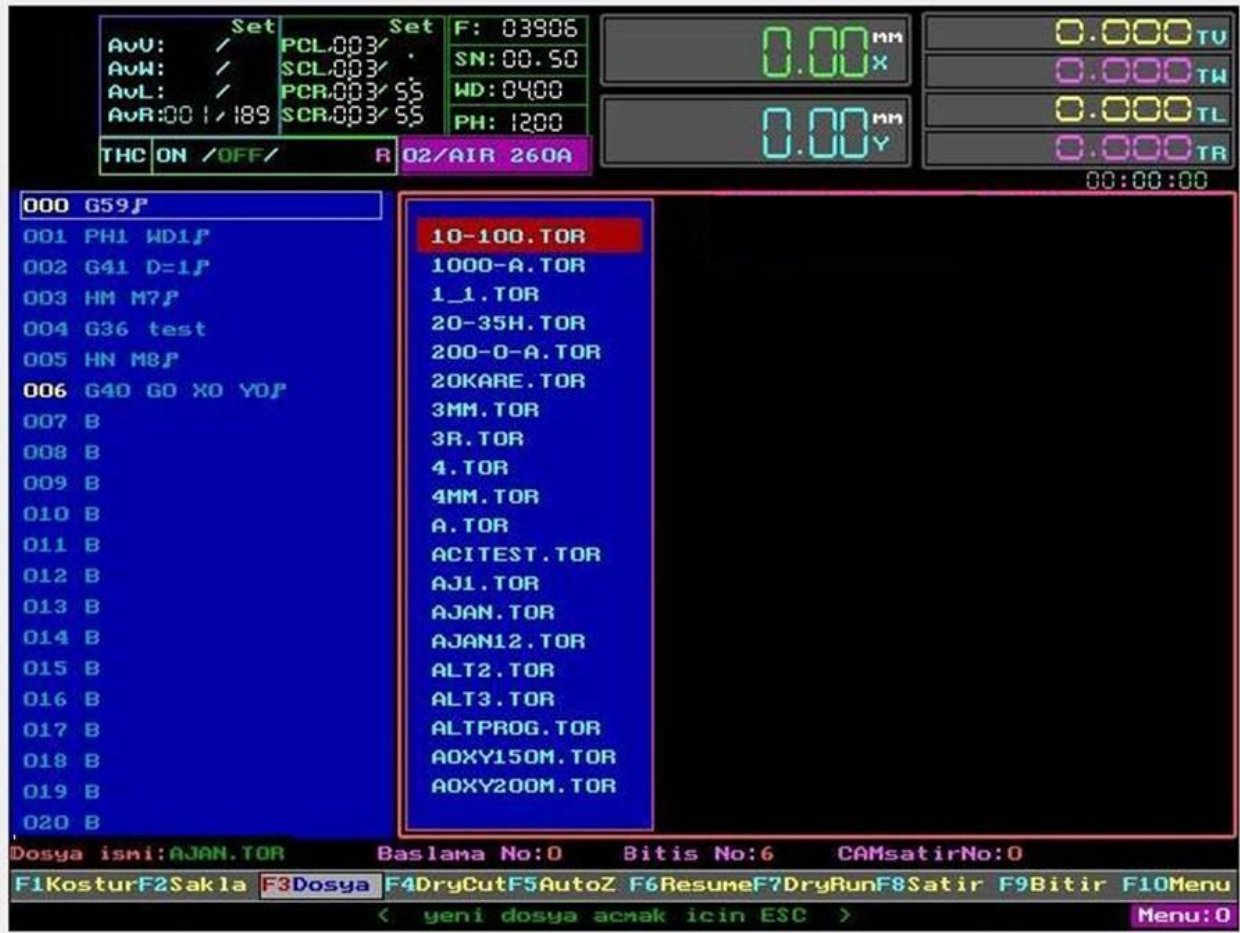 Set Set F: 03906
AvV: / PCL:003/
SN:00.50
AvW: / SCL:003/
AvL: / PCR:003/ 55
WD:0400
AvR:001/189 SCR:003/ 55
PH: 1200
THC ON /OFF/ R 02/AIR 260A
0.00 MM X
0.00 MM Y
0.000 TV
0.000 TW
0.000 TL
0.000 TR
00:00:00
000 G59
001 PH1 WD1
002 G41 D=1
003 HM M7
004 G36 test
005 HN M8
006 G40 G0 X0 Y0
007 B
008 B
009 B
010 B
011 B
012 B
013 B
014 B
015 B
016 B
017 B
018 B
019 B
020 B
10-100.TOR
1000-A.TOR
1_1.TOR
20-35H.TOR
200-0-A.TOR
20KARE.TOR
3MM.TOR
3R.TOR
4.TOR
4MM.TOR
A.TOR
ACITEST.TOR
AJ1.TOR
AJAN.TOR
AJAN12.TOR
ALT2.TOR
ALT3.TOR
ALTPROG.TOR
AOXY150M.TOR
AOXY200M.TOR
Dosya ismi:AJAN.TOR Baslama No:0 Bitis No:6 CAMsatirNo:0
F1KosturF2Sakla F3Dosya F4DryCutF5AutoZ F6ResumeF7DryRunF8Satir F9Bitir F10Menu
< yeni dosya acmak icin ESC > Menu:0